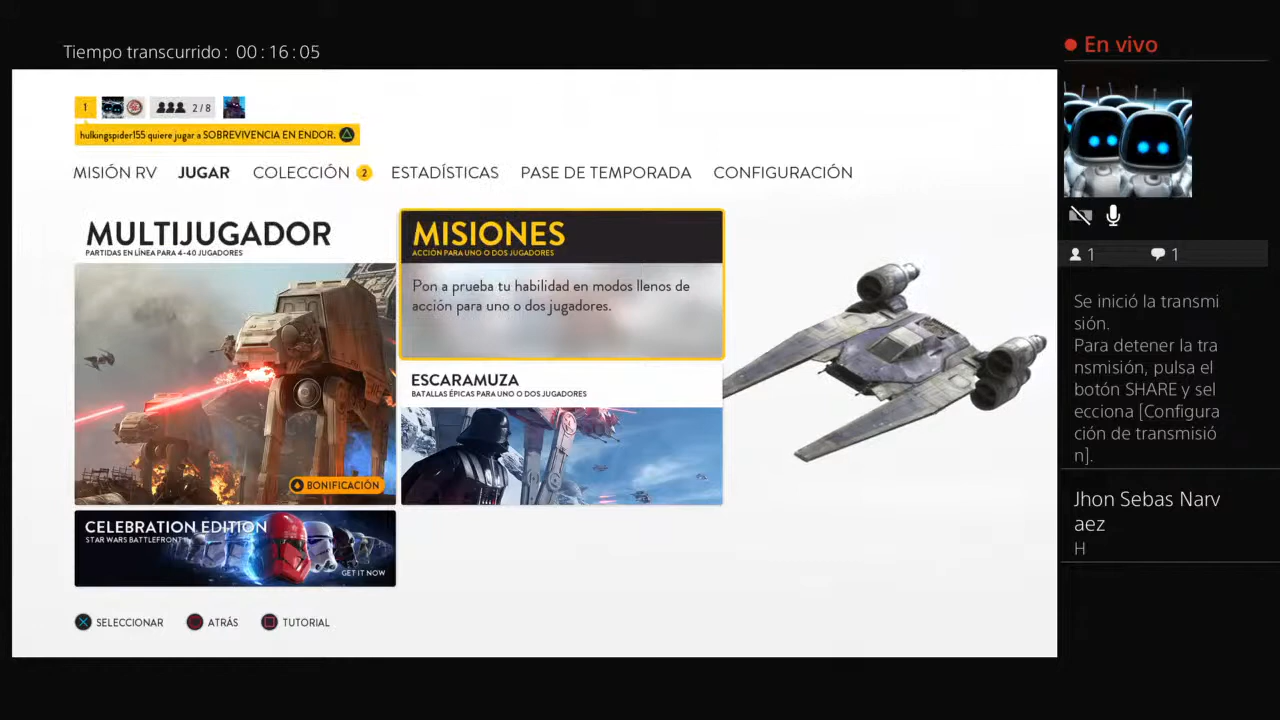 Tiempo transcurrido: 00:16:05
En vivo
1
2/8
hulkingspider155 quiere jugar a SOBREVIVENCIA EN ENDOR.
MISIÓN RV JUGAR COLECCIÓN 2 ESTADÍSTICAS PASE DE TEMPORADA CONFIGURACIÓN
MULTIJUGADOR
PARTIDAS EN LÍNEA PARA 4-40 JUGADORES
BONIFICACIÓN
MISIONES
ACCIÓN PARA UNO O DOS JUGADORES
Pon a prueba tu habilidad en modos llenos de
acción para uno o dos jugadores.
ESCARAMUZA
BATALLAS ÉPICAS PARA UNO O DOS JUGADORES
CELEBRATION EDITION
STAR WARS BATTLEFRONT II
GET IT NOW
SELECCIONAR ATRÁS TUTORIAL
1 1
Se inició la transmi
sión.
Para detener la tra
nsmisión, pulsa el
botón SHARE y sel
ecciona [Configura
ción de transmisió
n].
Jhon Sebas Narv
aez
H